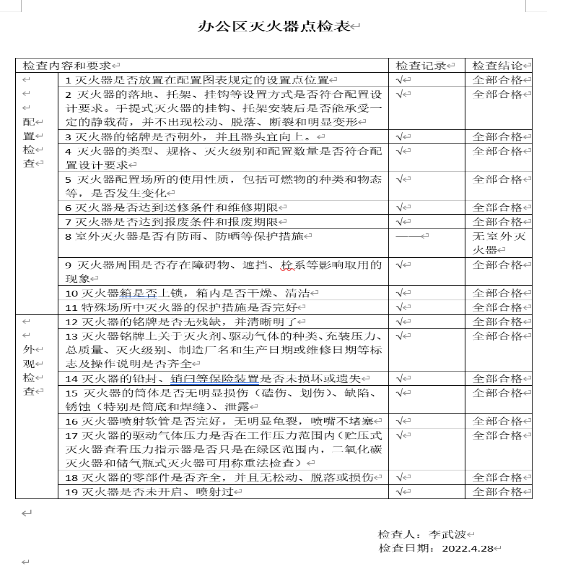 办公区灭火器点检表
检查内容和要求 检查记录 检查结论
配置检查
1 灭火器是否放置在配置图表规定的设置点位置 √ 全部合格
2 灭火器的落地、托架、挂钩等设置方式是否符合配置设 √ 全部合格
计要求。手提式灭火器的挂钩、托架安装后是否能承受一
定的静载荷，并不出现松动、脱落、断裂和明显变形
3 灭火器的铭牌是否朝外，并且器头宜向上。 √ 全部合格
4 灭火器的类型、规格、灭火级别和配置数量是否符合配 √ 全部合格
置设计要求
5 灭火器配置场所的使用性质，包括可燃物的种类和物态 √ 全部合格
等，是否发生变化
6 灭火器是否达到送修条件和维修期限 √ 全部合格
7 灭火器是否达到报废条件和报废期限 √ 全部合格
8 室外灭火器是否有防雨、防晒等保护措施 —— 无室外灭
火器
9 灭火器周围是否存在障碍物、遮挡、栓系等影响取用的 √ 全部合格
现象
10 灭火器箱是否上锁，箱内是否干燥、清洁 √ 全部合格
11 特殊场所中灭火器的保护措施是否完好 √ 全部合格
外观检查
12 灭火器的铭牌是否无残缺，并清晰明了 √ 全部合格
13 灭火器铭牌上关于灭火剂、驱动气体的种类、充装压力、 √ 全部合格
总质量、灭火级别、制造厂名和生产日期或维修日期等标
志及操作说明是否齐全
14 灭火器的铅封、销闩等保险装置是否未损坏或遗失 √ 全部合格
15 灭火器的筒体是否无明显损伤（磕伤、划伤）、缺陷、 √ 全部合格
锈蚀（特别是筒底和焊缝）、泄露
16 灭火器喷射软管是否完好，无明显龟裂，喷嘴不堵塞 √ 全部合格
17 灭火器的驱动气体压力是否在工作压力范围内（贮压式 √ 全部合格
灭火器查看压力指示器是否只是在绿区范围内，二氧化碳
灭火器和储气瓶式灭火器可用称重法检查）
18 灭火器的零部件是否齐全，并且无松动、脱落或损伤 √ 全部合格
19 灭火器是否未开启、喷射过 √ 全部合格
检查人：李武波
检查日期：2022.4.28